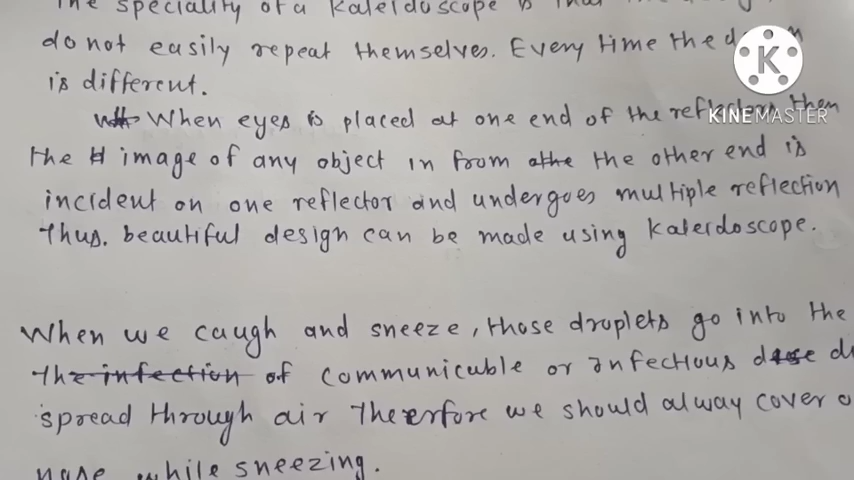 The speciality of a Kaleidoscope is that the
do not easily repeat themselves. Every time the
is different.
When eyes is placed at one end of the reflectors then
the image of any object in from the the other end is
incident on one reflector and undergoes multiple reflection
Thus. beautiful design can be made using Kaleidoscope.
When we caugh and sneeze, those droplets go into the
The infection of communicable or infectious
spread through air Therfore we should alway cover
nase while sneezing.
K
KINEMASTER